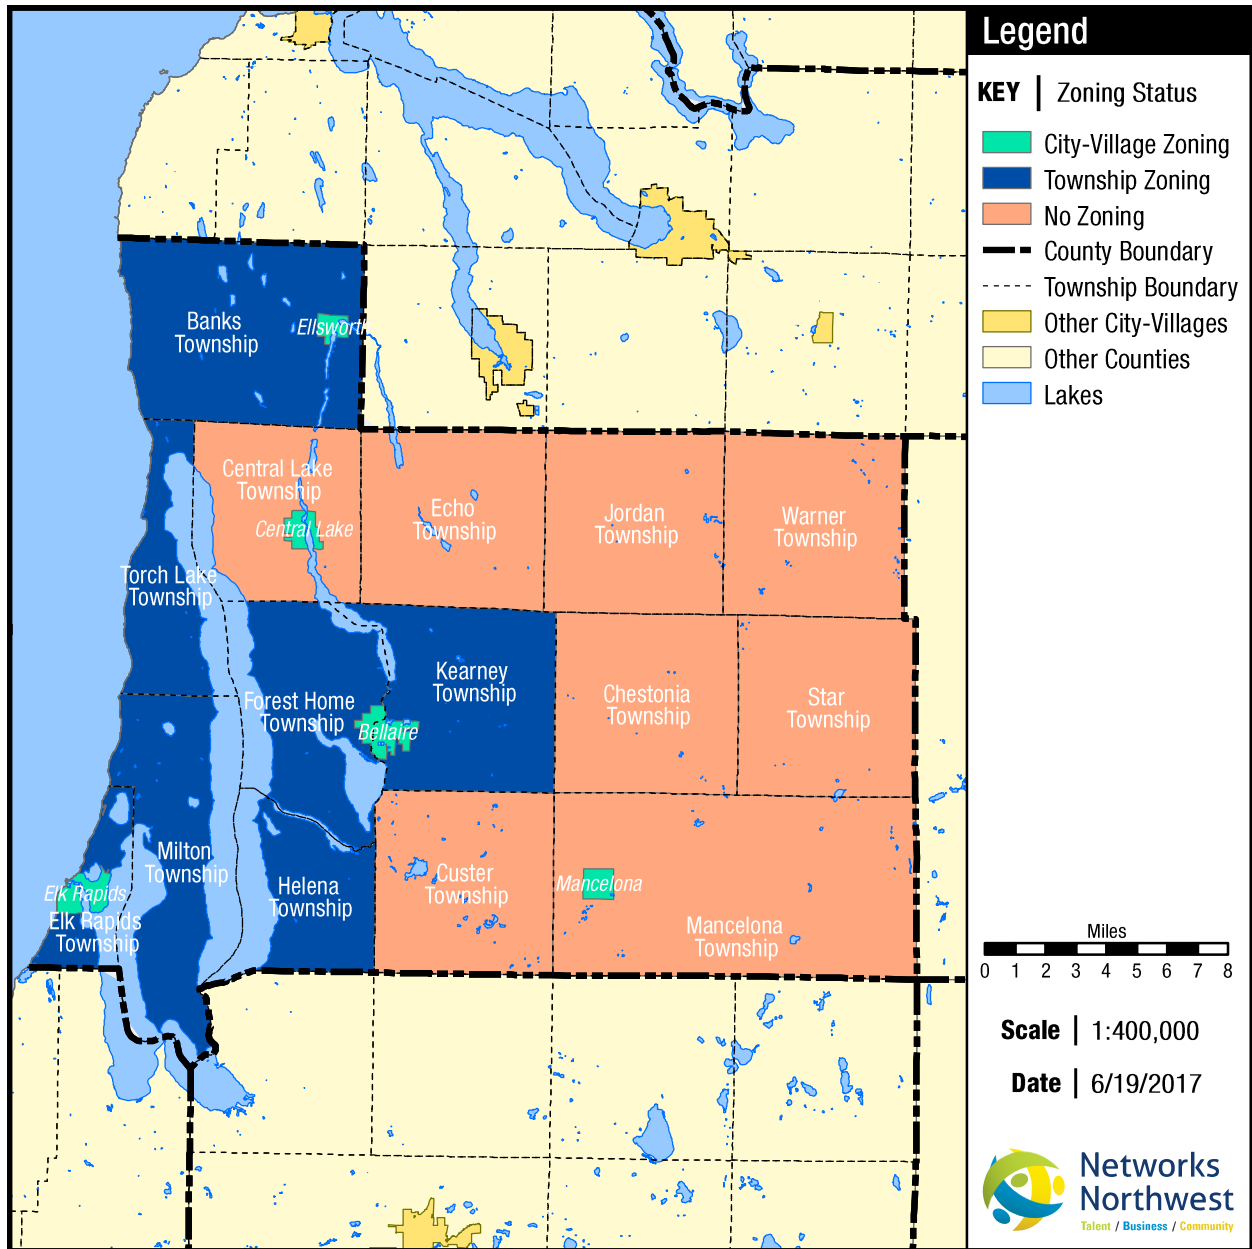 Legend
KEY | Zoning Status
City-Village Zoning
Township Zoning
No Zoning
County Boundary
Township Boundary
Other City-Villages
Other Counties
Lakes
Banks
Township
Ellsworth
Central Lake
Township
Central Lake
Echo
Township
Jordan
Township
Warner
Township
Torch Lake
Township
Forest Home
Township
Bellaire
Kearney
Township
Chestonia
Township
Star
Township
Milton
Township
Elk Rapids
Elk Rapids
Township
Helena
Township
Custer
Township
Mancelona
Mancelona
Township
Miles
0 1 2 3 4 5 6 7 8
Scale | 1:400,000
Date | 6/19/2017
Networks
Northwest
Talent / Business / Community